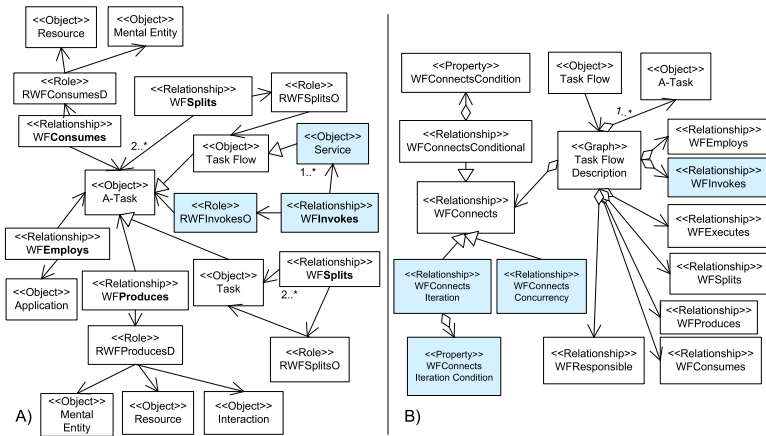 <<Object>>
Resource
<<Object>>
Mental Entity
<<Role>>
RWFConsumesD
<<Relationship>>
WFSplits
<<Role>>
RWFSplitsO
<<Relationship>>
WFConsumes
2..*
<<Object>>
Task Flow
<<Object>>
Service
1..*
<<Object>>
A-Task
<<Role>>
RWFInvokesO
<<Relationship>>
WFInvokes
<<Relationship>>
WFEmploys
<<Object>>
Application
<<Relationship>>
WFProduces
<<Object>>
Task
<<Relationship>>
WFSplits
2..*
<<Role>>
RWFProducesD
<<Role>>
RWFSplitsO
<<Object>>
Mental
Entity
<<Object>>
Resource
<<Object>>
Interaction
A)
<<Property>>
WFConnectsCondition
<<Object>>
Task Flow
<<Object>>
A-Task
1..*
<<Relationship>>
WFConnectsConditional
<<Graph>>
Task Flow
Description
<<Relationship>>
WFEmploys
<<Relationship>>
WFInvokes
<<Relationship>>
WFConnects
<<Relationship>>
WFExecutes
<<Relationship>>
WFConnects
Iteration
<<Relationship>>
WFConnects
Concurrency
<<Relationship>>
WFSplits
<<Relationship>>
WFProduces
<<Property>>
WFConnects
Iteration Condition
<<Relationship>>
WFResponsible
<<Relationship>>
WFConsumes
B)